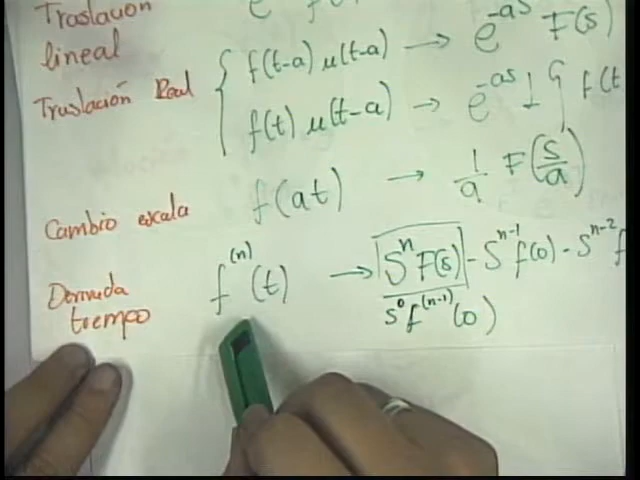 Traslacion
lineal
Traslación Real f(t-a) μ(t-a) → e^{-as} F(s)
f(t) μ(t-a) → e^{-as} L { f(t
Cambio escala f(at) → 1/a F(s/a)
Derivada tiempo f^{(n)}(t) → S^n F(s) - S^{n-1} f(0) - S^{n-2} f
S^0 f^{(n-1)}(0)